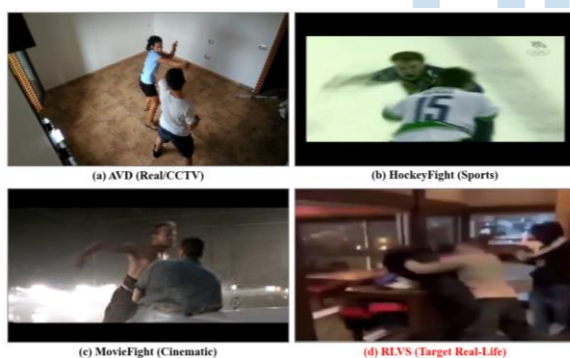 (a) AVD (Real/CCTV)
15
(b) HockeyFight (Sports)
(c) MovieFight (Cinematic)
(d) RLVS (Target Real-Life)